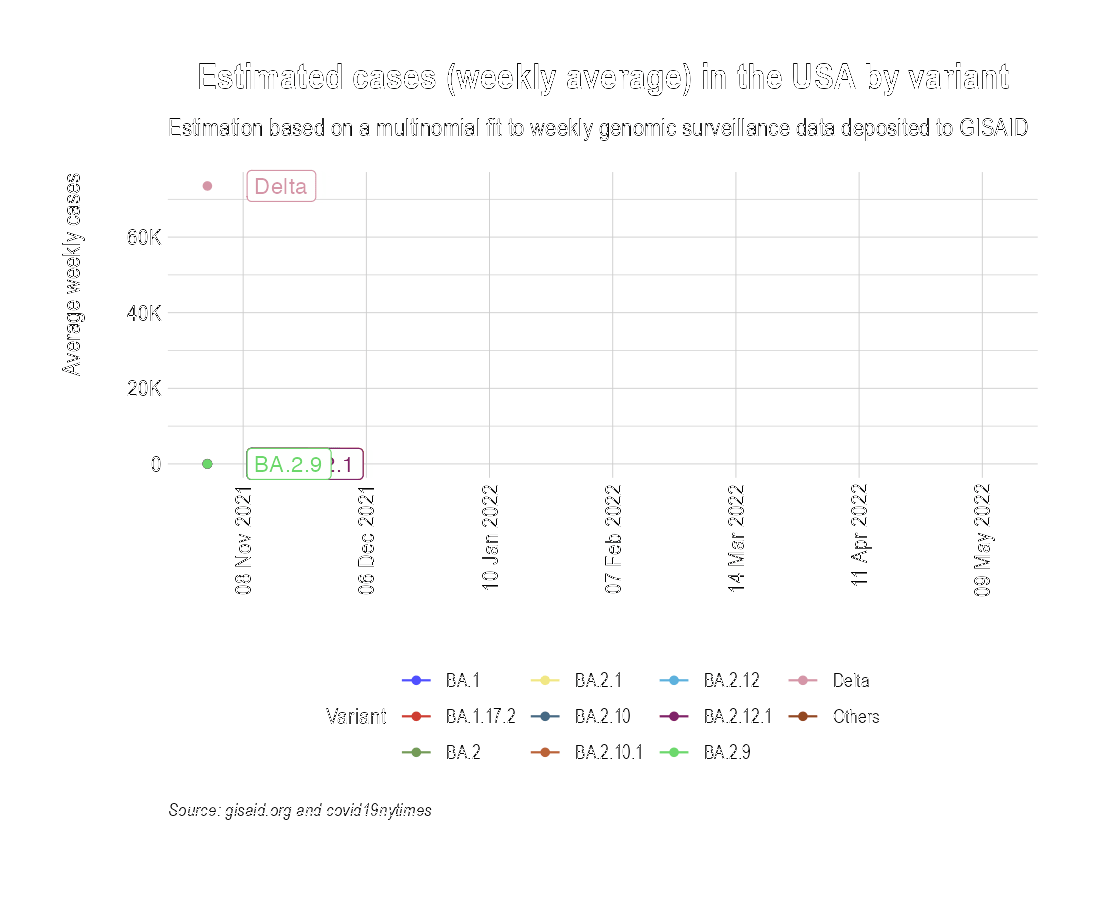 Estimated cases (weekly average) in the USA by variant
Estimation based on a multinomial fit to weekly genomic surveillance data deposited to GISAID
Average weekly cases
Delta
60K
40K
20K
0
BA.2.9
2.1
08 Nov 2021
06 Dec 2021
10 Jan 2022
07 Feb 2022
14 Mar 2022
11 Apr 2022
09 May 2022
Variant
BA.1
BA.1.17.2
BA.2
BA.2.1
BA.2.10
BA.2.10.1
BA.2.12
BA.2.12.1
BA.2.9
Delta
Others
Source: gisaid.org and covid19nytimes